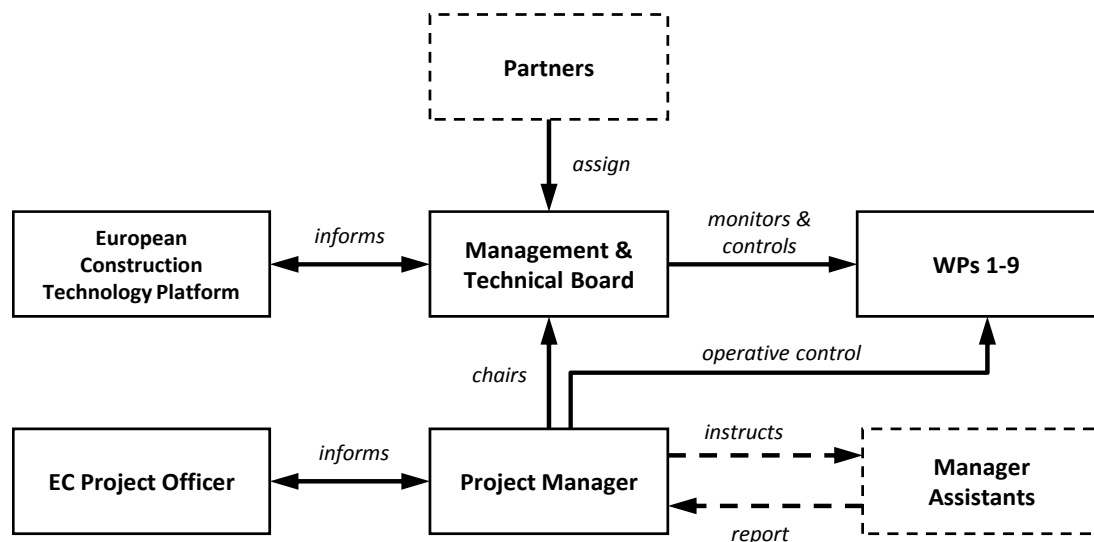 Partners
assign
European
Construction
Technology Platform
informs
Management &
Technical Board
monitors &
controls
WPs 1-9
chairs
operative control
EC Project Officer
informs
Project Manager
instructs
report
Manager
Assistants